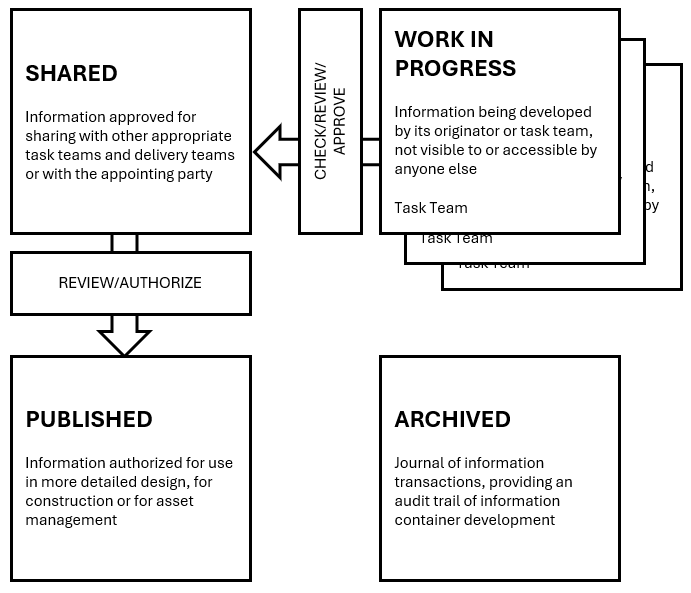 SHARED
Information approved for
sharing with other appropriate
task teams and delivery teams
or with the appointing party
CHECK/REVIEW/
APPROVE
WORK IN
PROGRESS
Information being developed
by its originator or task team,
not visible to or accessible by
anyone else
Task Team
Task Team
Task Team
by
REVIEW/AUTHORIZE
PUBLISHED
Information authorized for use
in more detailed design, for
construction or for asset
management
ARCHIVED
Journal of information
transactions, providing an
audit trail of information
container development